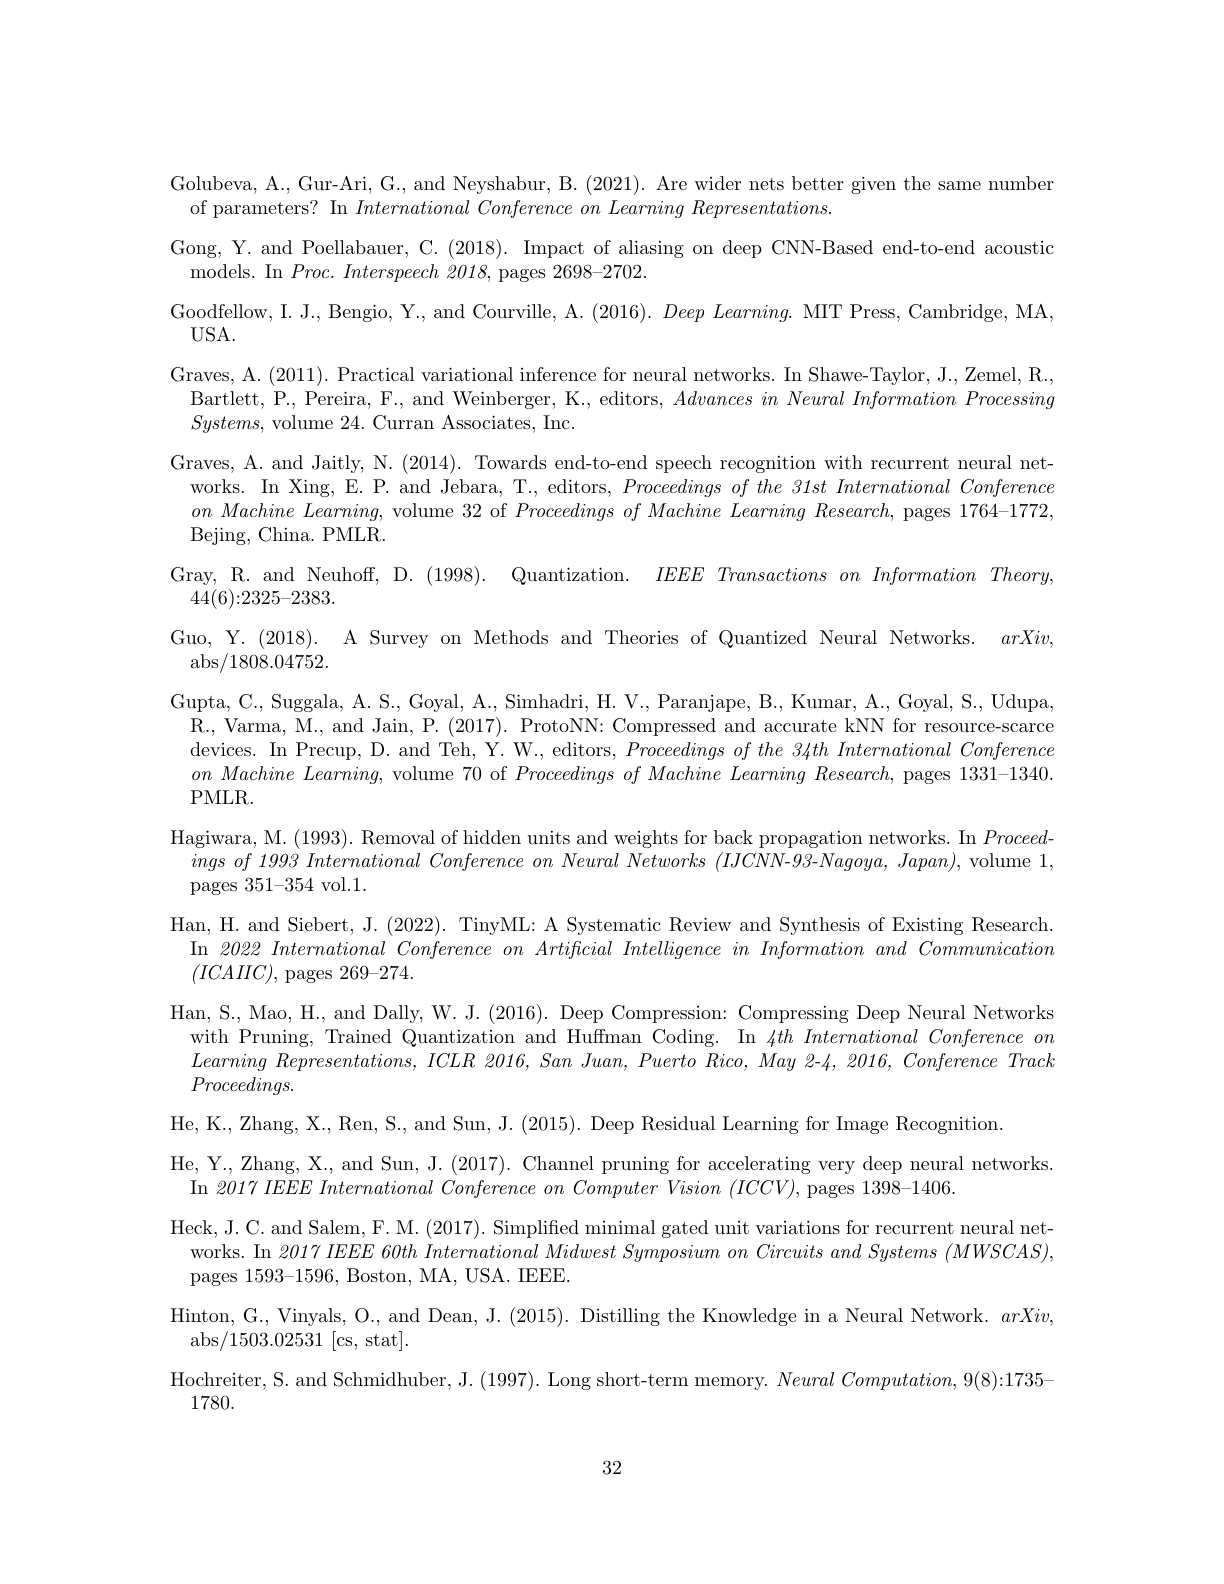 Golubeva, A., Gur-Ari, G., and Neyshabur, B. (2021). Are wider nets better given the same number
of parameters? In International Conference on Learning Representations.
Gong, Y. and Poellabauer, C. (2018). Impact of aliasing on deep CNN-Based end-to-end acoustic
models. In Proc. Interspeech 2018, pages 2698–2702.
Goodfellow, I. J., Bengio, Y., and Courville, A. (2016). Deep Learning. MIT Press, Cambridge, MA,
USA.
Graves, A. (2011). Practical variational inference for neural networks. In Shawe-Taylor, J., Zemel, R.,
Bartlett, P., Pereira, F., and Weinberger, K., editors, Advances in Neural Information Processing
Systems, volume 24. Curran Associates, Inc.
Graves, A. and Jaitly, N. (2014). Towards end-to-end speech recognition with recurrent neural net-
works. In Xing, E. P. and Jebara, T., editors, Proceedings of the 31st International Conference
on Machine Learning, volume 32 of Proceedings of Machine Learning Research, pages 1764–1772,
Bejing, China. PMLR.
Gray, R. and Neuhoff, D. (1998). Quantization. IEEE Transactions on Information Theory,
44(6):2325–2383.
Guo, Y. (2018). A Survey on Methods and Theories of Quantized Neural Networks. arXiv,
abs/1808.04752.
Gupta, C., Suggala, A. S., Goyal, A., Simhadri, H. V., Paranjape, B., Kumar, A., Goyal, S., Udupa,
R., Varma, M., and Jain, P. (2017). ProtoNN: Compressed and accurate kNN for resource-scarce
devices. In Precup, D. and Teh, Y. W., editors, Proceedings of the 34th International Conference
on Machine Learning, volume 70 of Proceedings of Machine Learning Research, pages 1331–1340.
PMLR.
Hagiwara, M. (1993). Removal of hidden units and weights for back propagation networks. In Proceed-
ings of 1993 International Conference on Neural Networks (IJCNN-93-Nagoya, Japan), volume 1,
pages 351–354 vol.1.
Han, H. and Siebert, J. (2022). TinyML: A Systematic Review and Synthesis of Existing Research.
In 2022 International Conference on Artificial Intelligence in Information and Communication
(ICAIIC), pages 269–274.
Han, S., Mao, H., and Dally, W. J. (2016). Deep Compression: Compressing Deep Neural Networks
with Pruning, Trained Quantization and Huffman Coding. In 4th International Conference on
Learning Representations, ICLR 2016, San Juan, Puerto Rico, May 2-4, 2016, Conference Track
Proceedings.
He, K., Zhang, X., Ren, S., and Sun, J. (2015). Deep Residual Learning for Image Recognition.
He, Y., Zhang, X., and Sun, J. (2017). Channel pruning for accelerating very deep neural networks.
In 2017 IEEE International Conference on Computer Vision (ICCV), pages 1398–1406.
Heck, J. C. and Salem, F. M. (2017). Simplified minimal gated unit variations for recurrent neural net-
works. In 2017 IEEE 60th International Midwest Symposium on Circuits and Systems (MWSCAS),
pages 1593–1596, Boston, MA, USA. IEEE.
Hinton, G., Vinyals, O., and Dean, J. (2015). Distilling the Knowledge in a Neural Network. arXiv,
abs/1503.02531 [cs, stat].
Hochreiter, S. and Schmidhuber, J. (1997). Long short-term memory. Neural Computation, 9(8):1735–
1780.
32